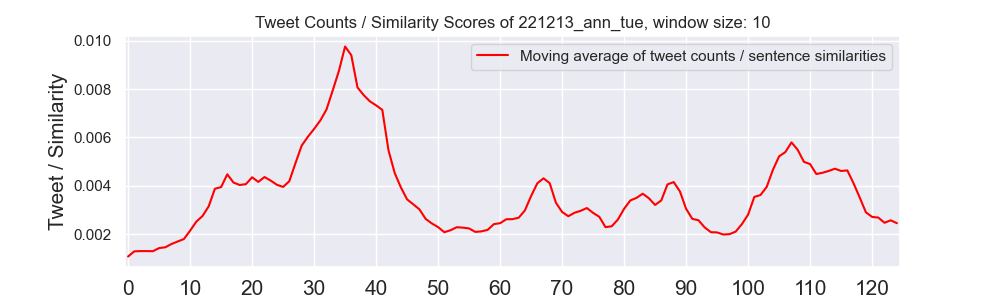 Tweet Counts / Similarity Scores of 221213_ann_tue, window size: 10
Moving average of tweet counts / sentence similarities
Tweet / Similarity
0.010
0.008
0.006
0.004
0.002
0 10 20 30 40 50 60 70 80 90 100 110 120